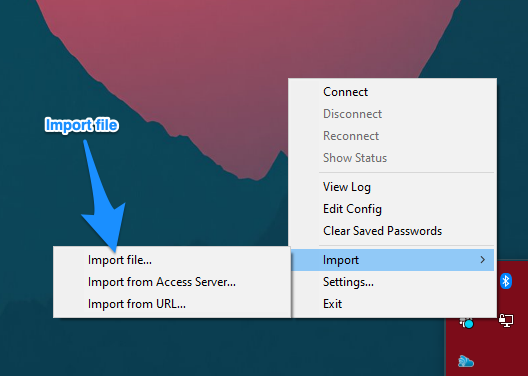 Import file
Connect
Disconnect
Reconnect
Show Status
View Log
Edit Config
Clear Saved Passwords
Import
Settings...
Exit
Import file...
Import from Access Server...
Import from URL...